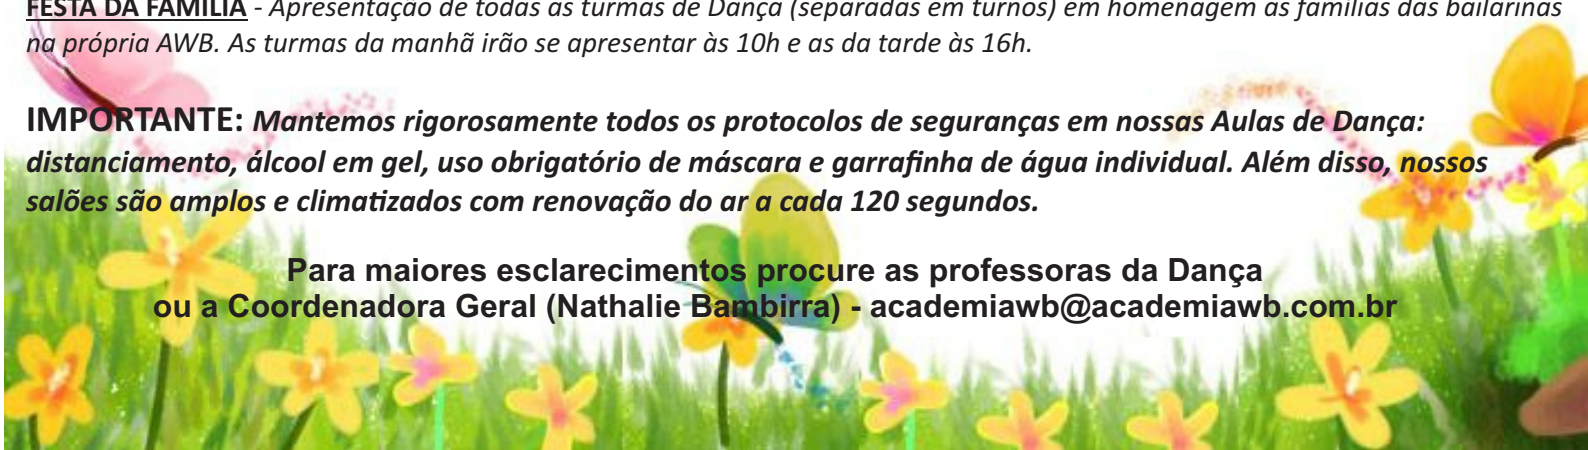 FESTA DA FAMÍLIA - Apresentação de todas as turmas de Dança (separadas em turnos) em homenagem as famílias das bailarinas
na própria AWB. As turmas da manhã irão se apresentar às 10h e as da tarde às 16h.
IMPORTANTE: Mantemos rigorosamente todos os protocolos de seguranças em nossas Aulas de Dança:
distanciamento, álcool em gel, uso obrigatório de máscara e garrafinha de água individual. Além disso, nossos
salões são amplos e climatizados com renovação do ar a cada 120 segundos.
Para maiores esclarecimentos procure as professoras da Dança
ou a Coordenadora Geral (Nathalie Bambirra) - academiawb@academiawb.com.br